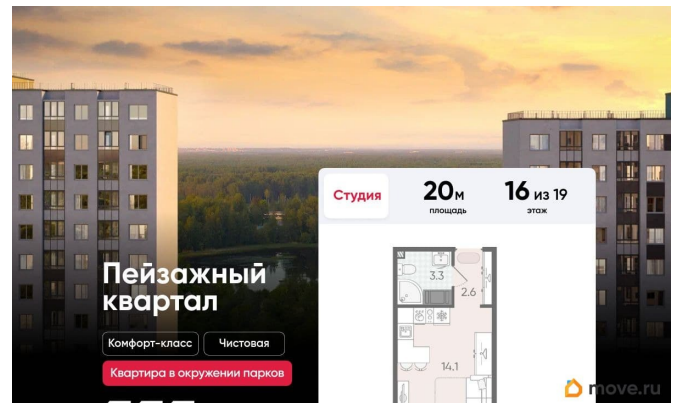 Студия
20м
площадь
16 из 19
этаж
3.3
2.6
14.1
Пейзажный
квартал
Комфорт-класс
Чистовая
Квартира в окружении парков
move.ru